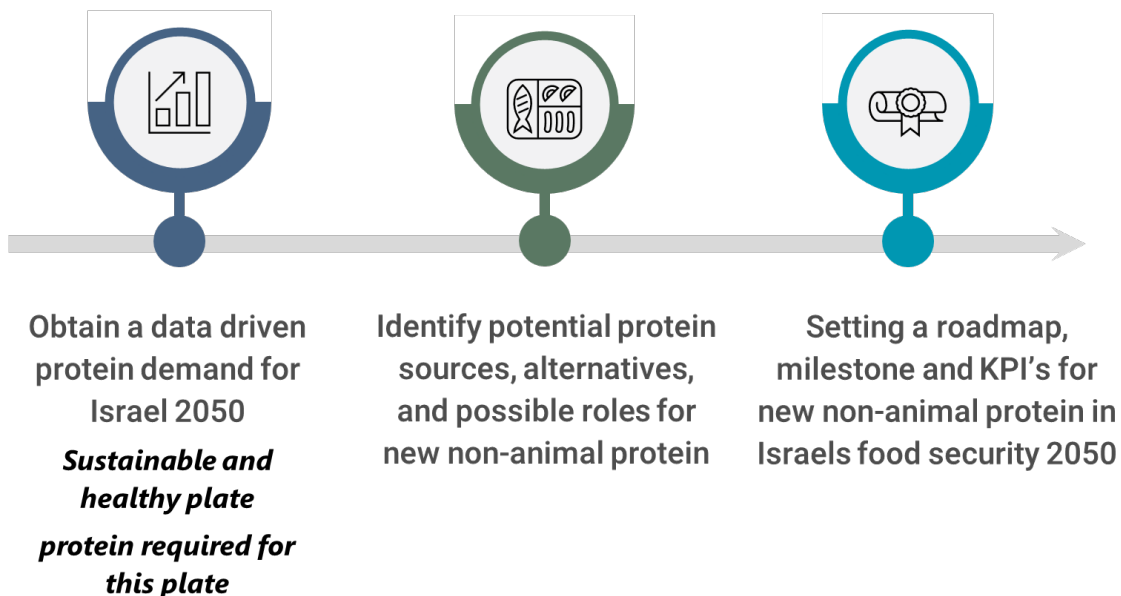 Obtain a data driven
protein demand for
Israel 2050
Sustainable and
healthy plate
protein required for
this plate
Identify potential protein
sources, alternatives,
and possible roles for
new non-animal protein
Setting a roadmap,
milestone and KPI's for
new non-animal protein in
Israels food security 2050